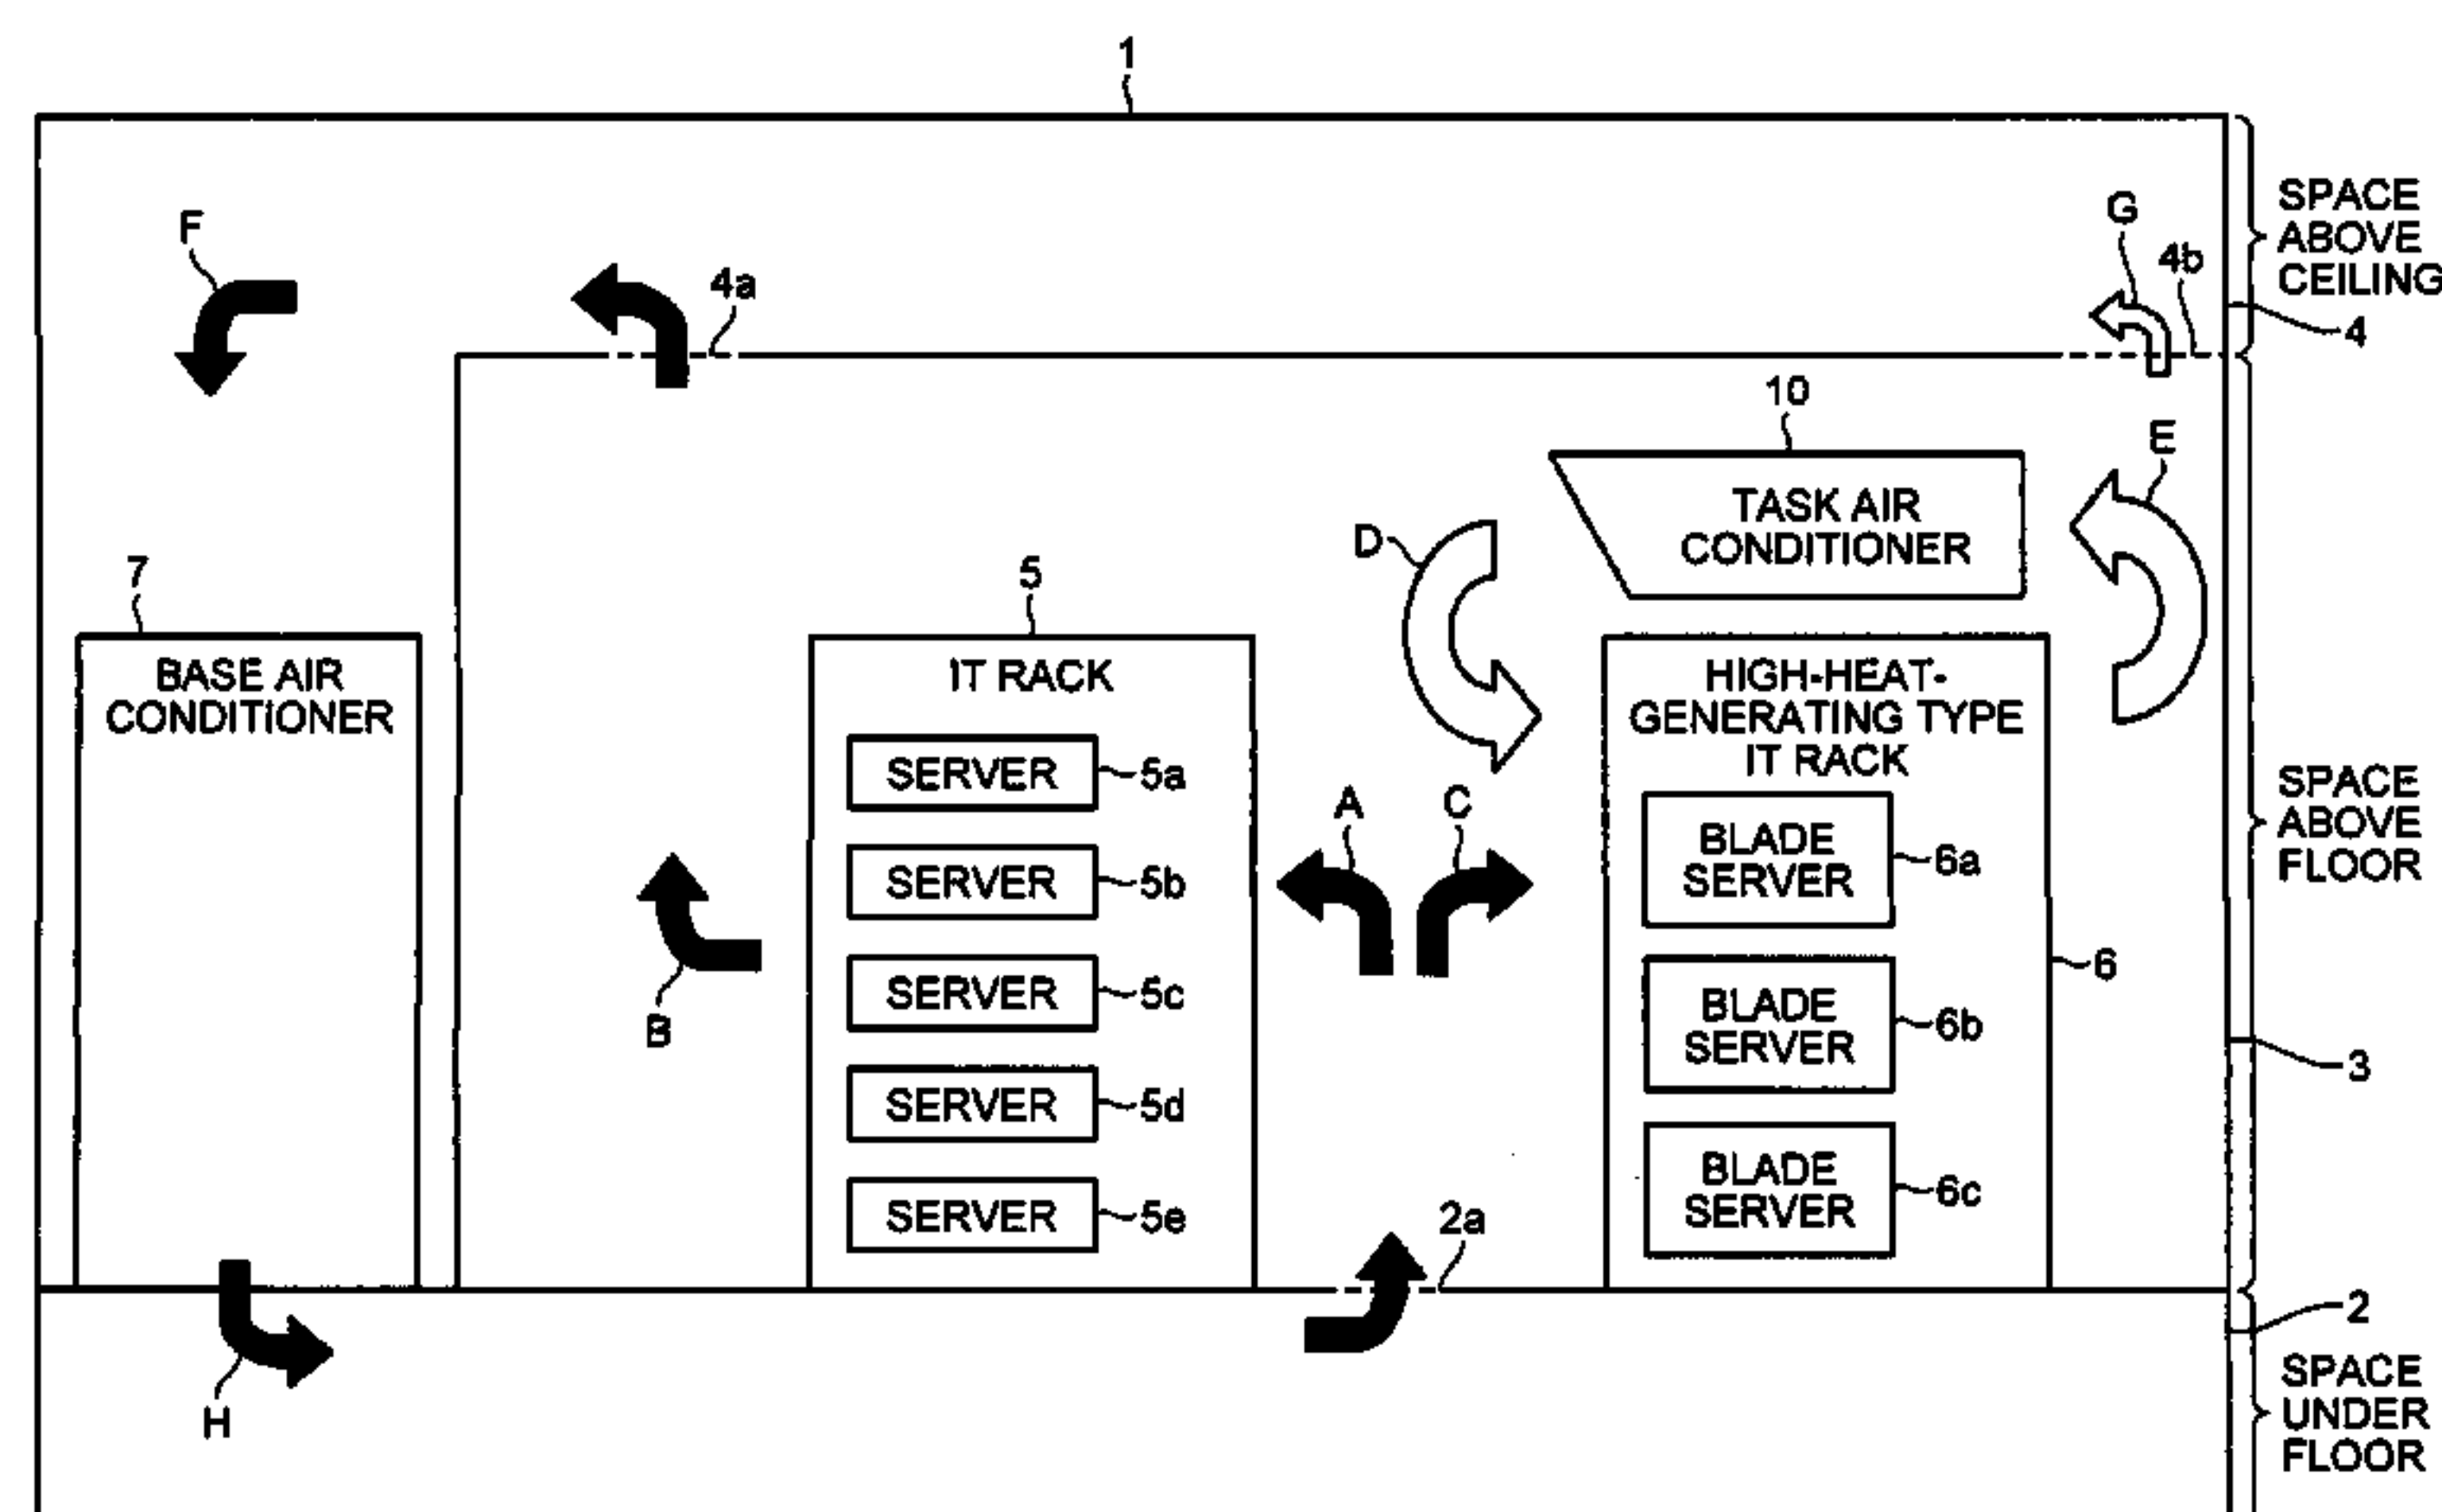 1
SPACE
ABOVE
CEILING
F
4a
G
4b
4
10
E
TASK AIR
CONDITIONER
D
7
5
BASE AIR
CONDITIONER
IT RACK
HIGH-HEAT-
GENERATING TYPE
IT RACK
SERVER
5a
SERVER
5b
SERVER
5c
SERVER
5d
SERVER
5e
A
C
B
BLADE
SERVER
6a
BLADE
SERVER
6b
BLADE
SERVER
6c
6
SPACE
ABOVE
FLOOR
3
2a
2
H
SPACE
UNDER
FLOOR